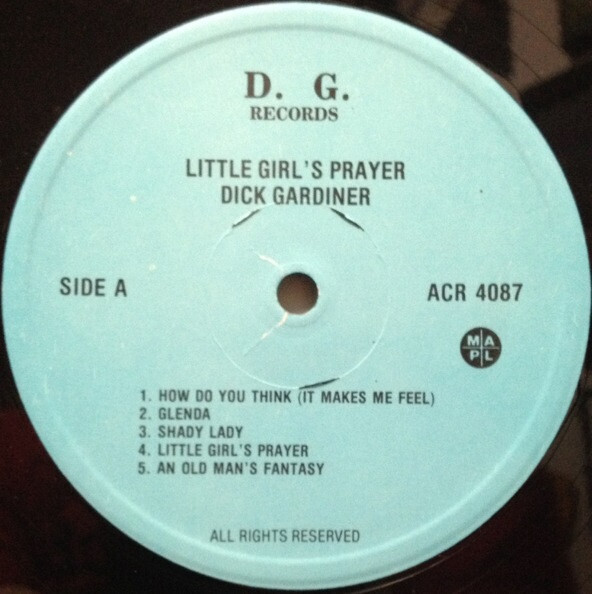 D. G.
RECORDS
LITTLE GIRL'S PRAYER
DICK GARDINER
SIDE A
ACR 4087
M A
P L
1. HOW DO YOU THINK (IT MAKES ME FEEL)
2. GLENDA
3. SHADY LADY
4. LITTLE GIRL'S PRAYER
5. AN OLD MAN'S FANTASY
ALL RIGHTS RESERVED